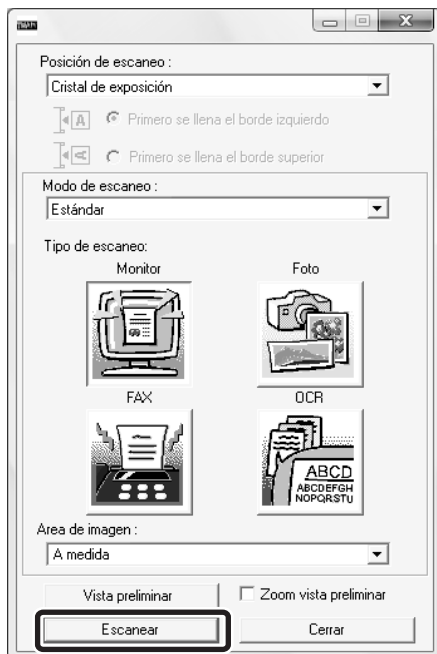 Posición de escaneo :
Cristal de exposición
A Primero se llena el borde izquierdo
A Primero se llena el borde superior
Modo de escaneo :
Estándar
Tipo de escaneo:
Monitor Foto
FAX OCR
ABCD
ABCDEFGH
NOPQRSTU
Area de imagen :
A medida
Vista preliminar Zoom vista preliminar
Escanear Cerrar